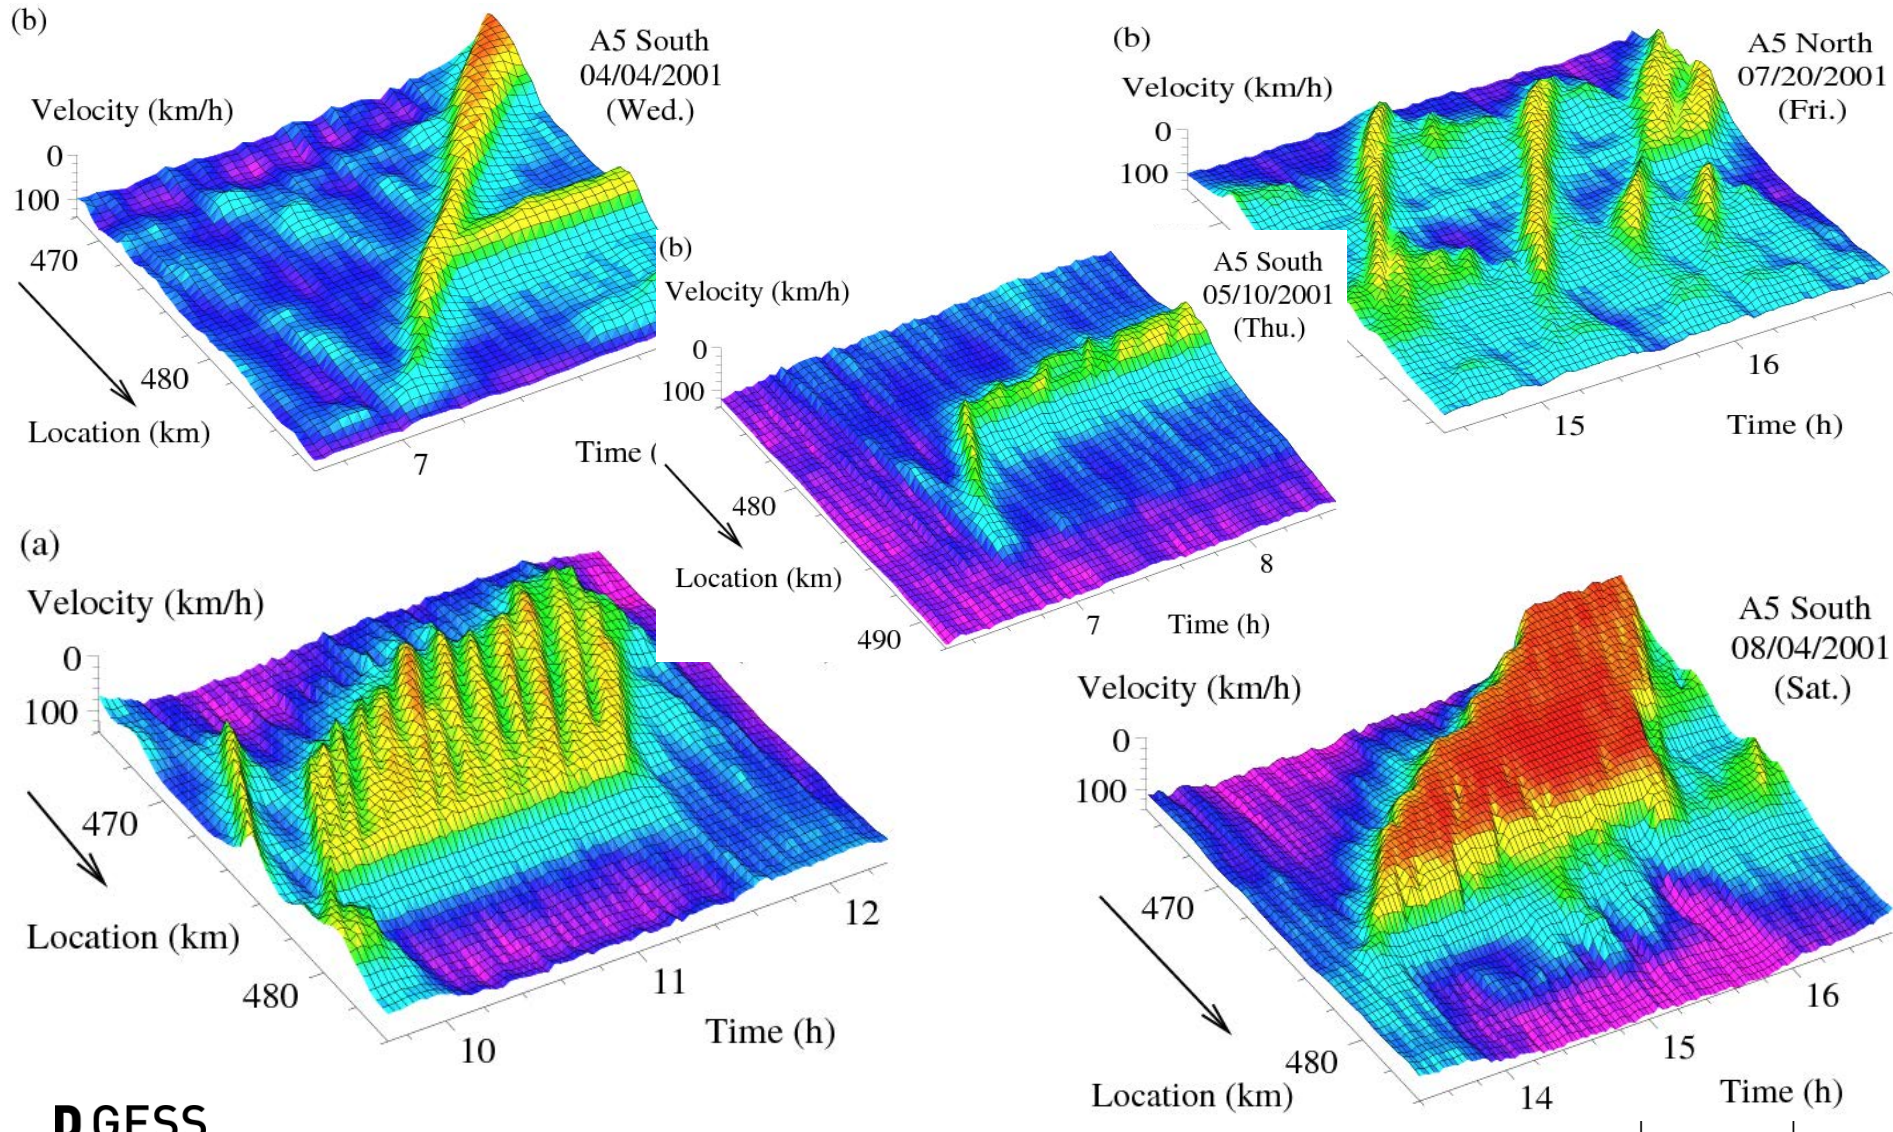 (b)
A5 South
04/04/2001
(Wed.)
Velocity (km/h)
0
100
470
480
Location (km)
7
Time (
(b)
A5 South
05/10/2001
(Thu.)
Velocity (km/h)
0
100
480
490
Location (km)
7
8
Time (h)
(b)
A5 North
07/20/2001
(Fri.)
Velocity (km/h)
0
100
15
16
Time (h)
(a)
Velocity (km/h)
0
100
470
480
Location (km)
10
11
12
Time (h)
A5 South
08/04/2001
(Sat.)
Velocity (km/h)
0
100
470
480
Location (km)
14
15
16
Time (h)
D GESS